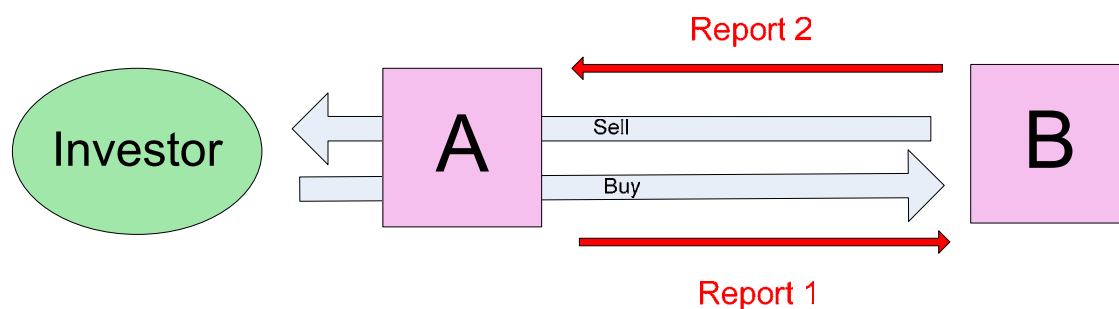 Report 2
Investor
A
Sell
Buy
B
Report 1